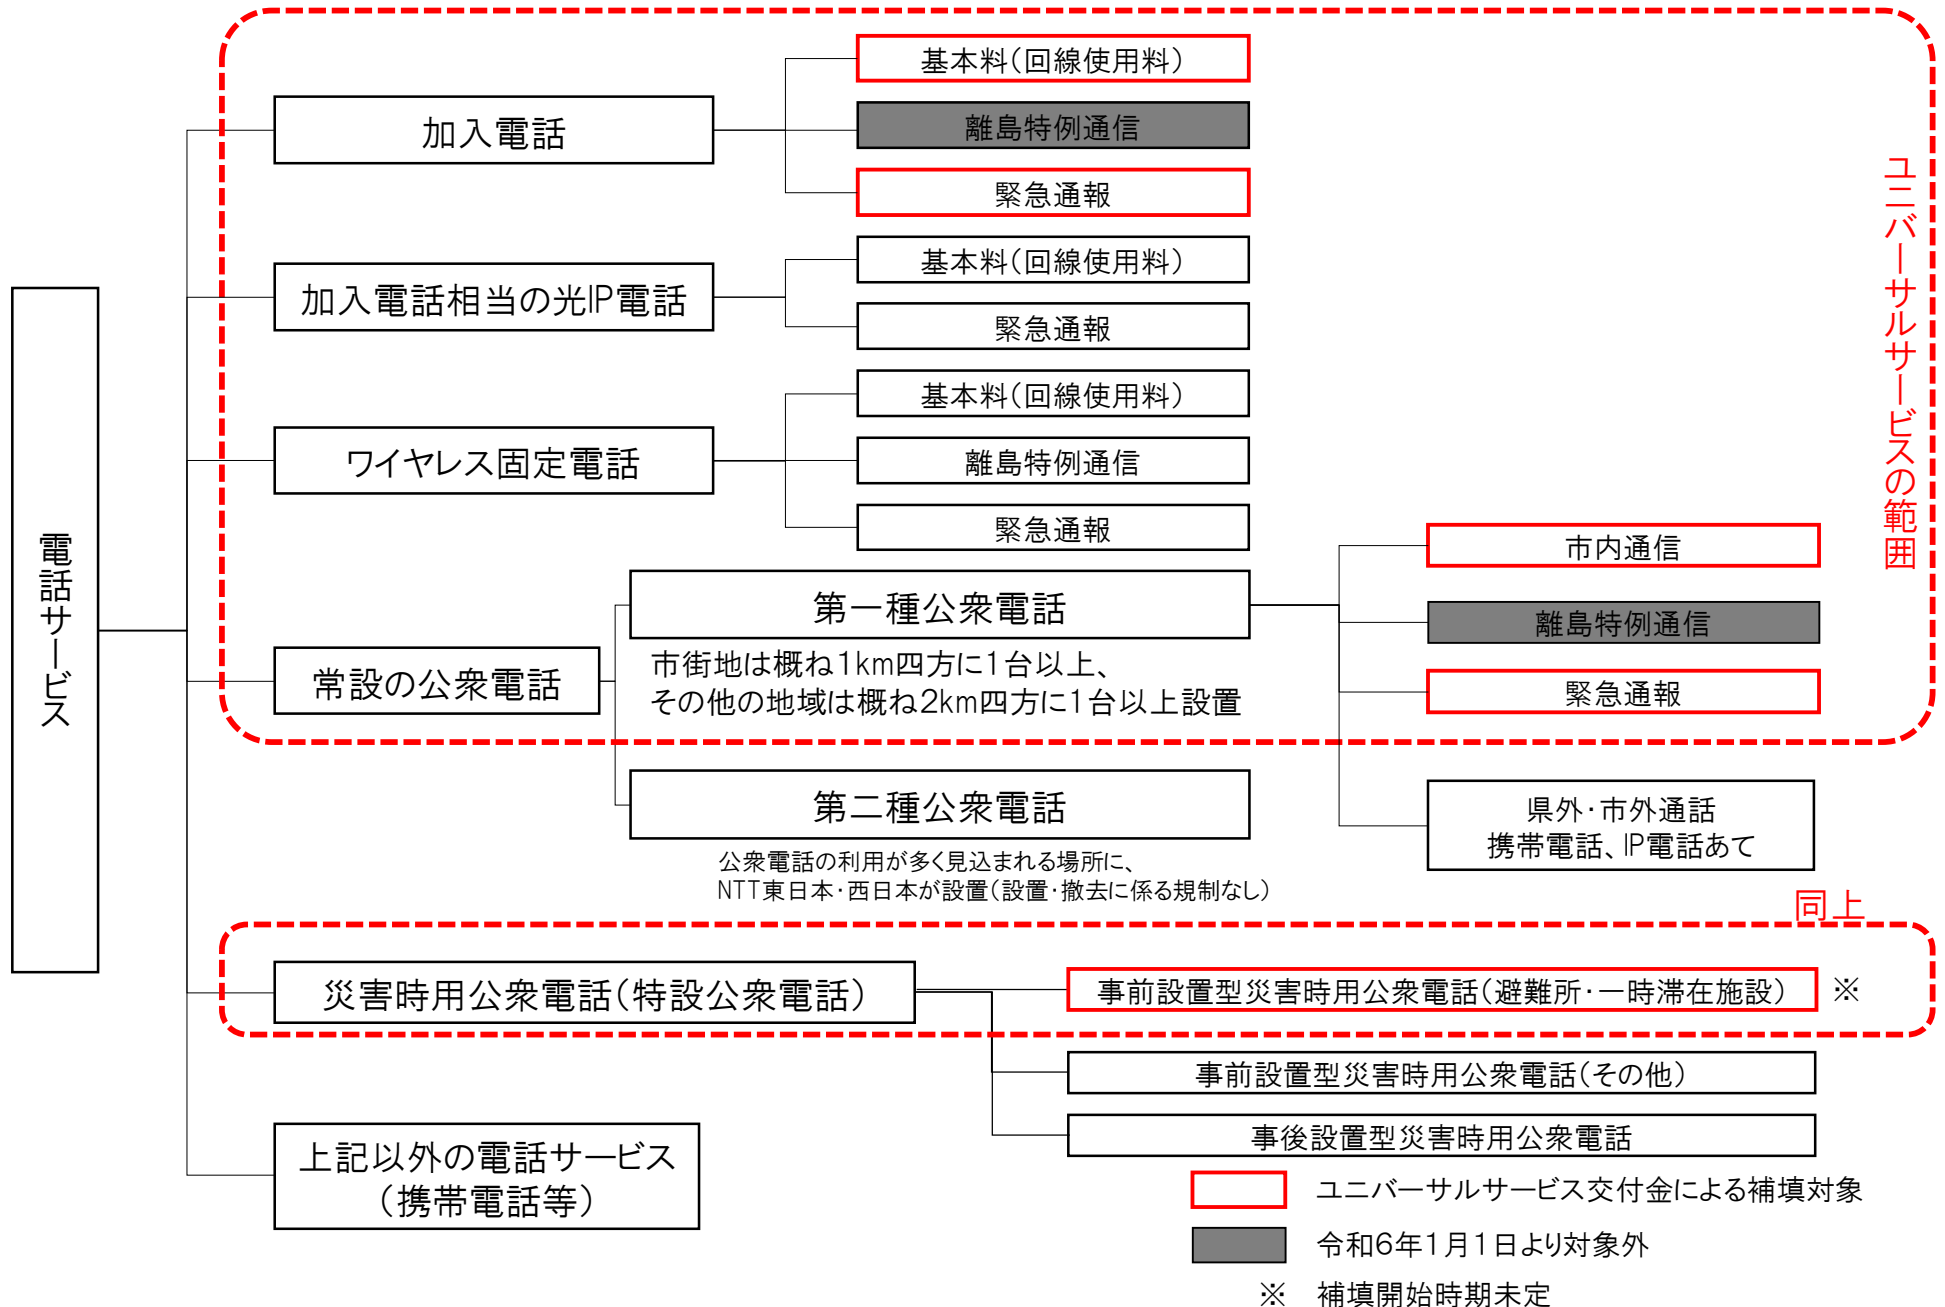 電話サービス
ユニバーサルサービスの範囲
加入電話
基本料(回線使用料)
離島特例通信
緊急通報
加入電話相当の光IP電話
基本料(回線使用料)
緊急通報
ワイヤレス固定電話
基本料(回線使用料)
離島特例通信
緊急通報
常設の公衆電話
第一種公衆電話
市街地は概ね1km四方に1台以上、
その他の地域は概ね2km四方に1台以上設置
市内通信
離島特例通信
緊急通報
県外・市外通話
携帯電話、IP電話あて
第二種公衆電話
公衆電話の利用が多く見込まれる場所に、
NTT東日本・西日本が設置(設置・撤去に係る規制なし)
同上
災害時用公衆電話(特設公衆電話)
事前設置型災害時用公衆電話(避難所・一時滞在施設) ※
事前設置型災害時用公衆電話(その他)
事後設置型災害時用公衆電話
上記以外の電話サービス
(携帯電話等)
ユニバーサルサービス交付金による補填対象
令和6年1月1日より対象外
※ 補填開始時期未定